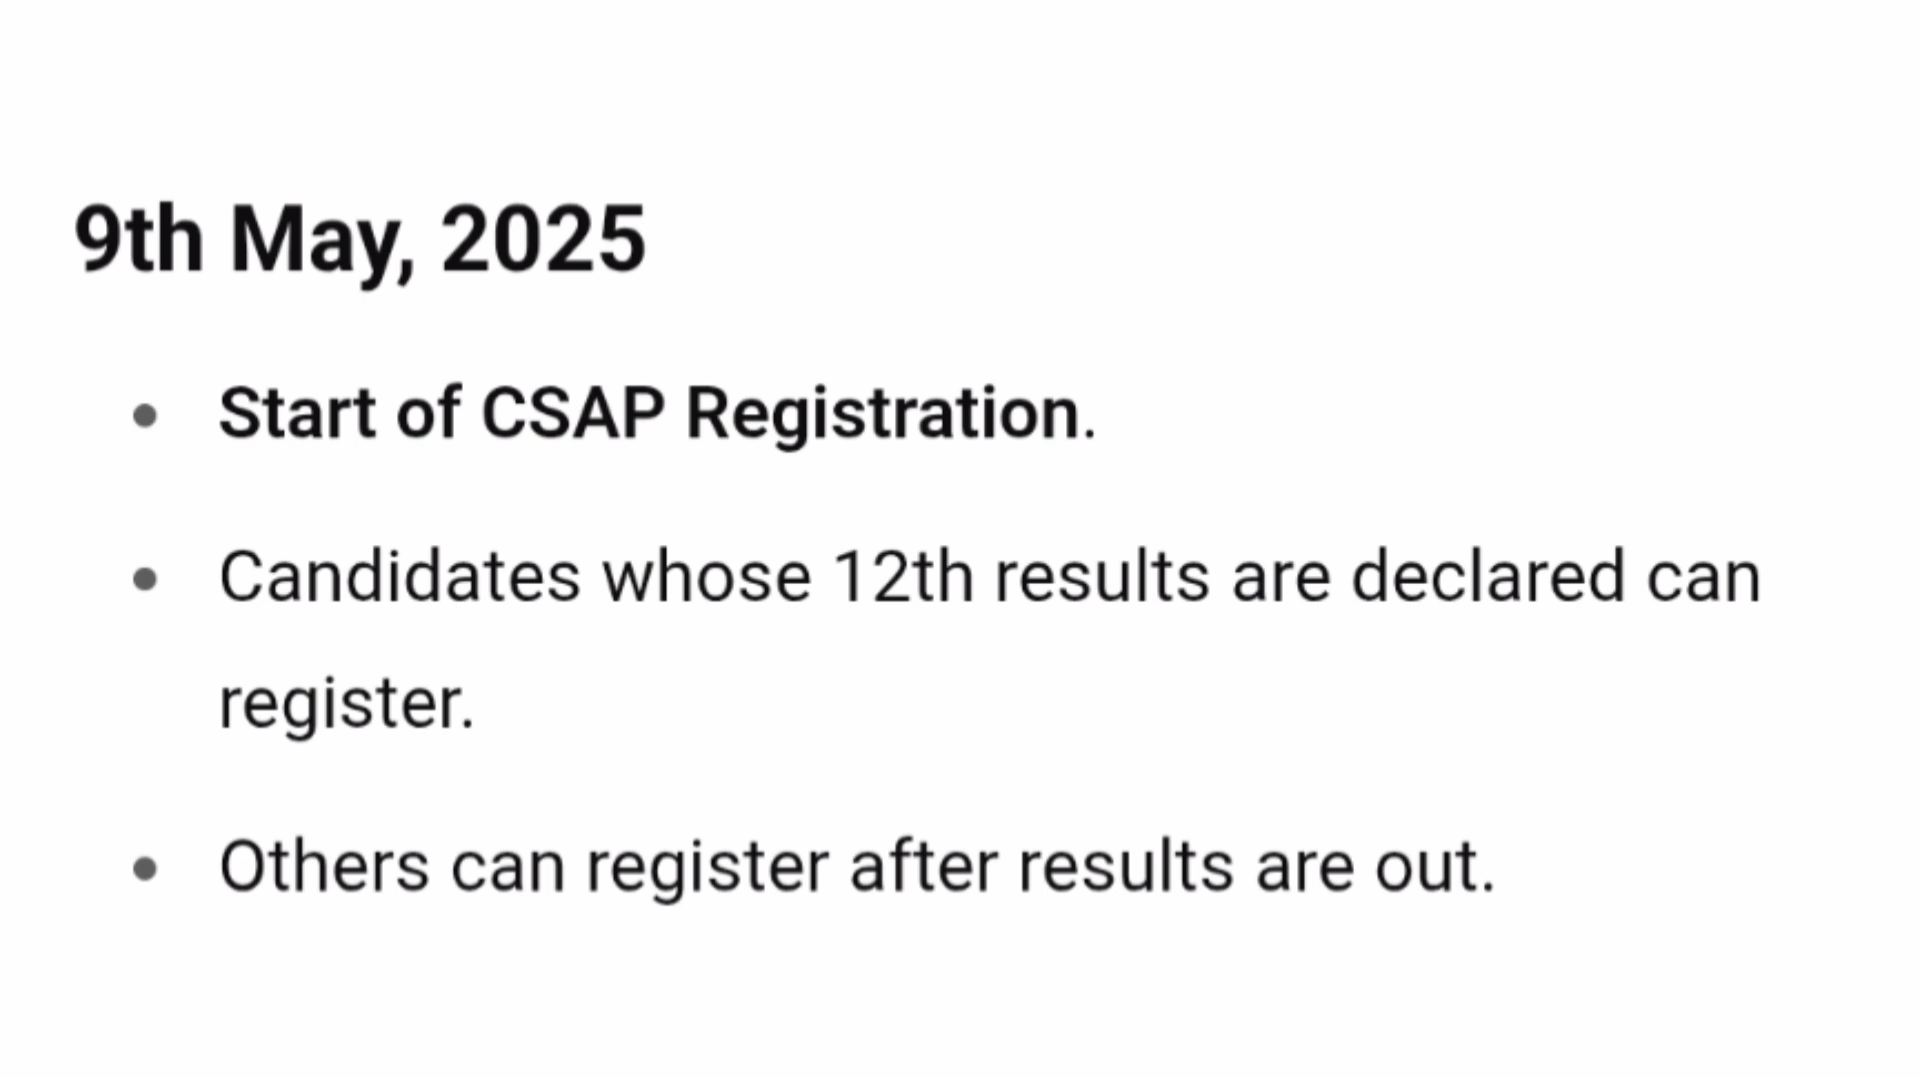 9th May, 2025
Start of CSAP Registration.
Candidates whose 12th results are declared can
register.
Others can register after results are out.